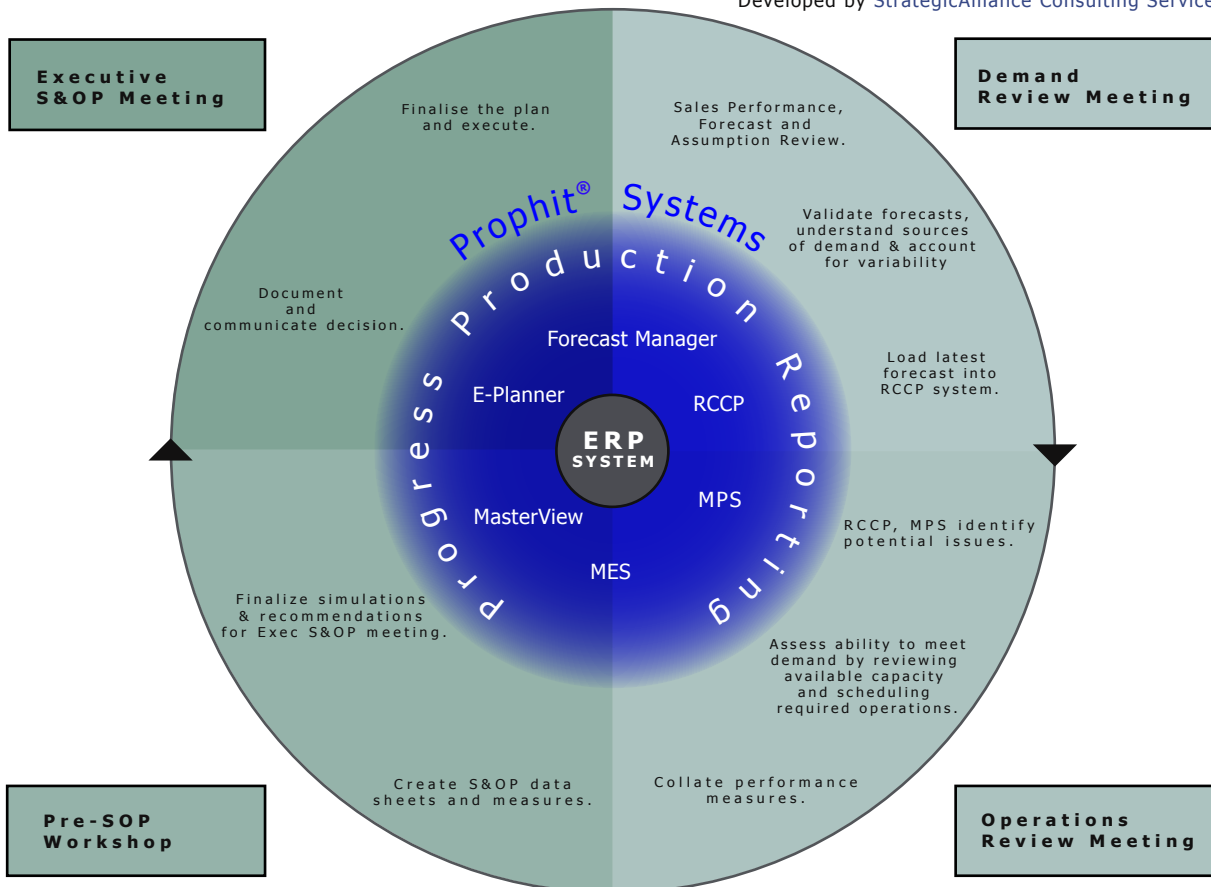 Developed by StrategicAlliance Consulting Service
Executive
S&OP Meeting
Demand
Review Meeting
Finalise the plan
and execute.
Sales Performance,
Forecast and
Assumption Review.
Prophit® Systems
Validate forecasts,
understand sources
of demand & account
for variability
Document
and
communicate decision.
Progress Production Reporting
Forecast Manager
Load latest
forecast into
RCCP system.
E-Planner
RCCP
ERP
SYSTEM
MasterView
MPS
MES
RCCP, MPS identify
potential issues.
Finalize simulations
& recommendations
for Exec S&OP meeting.
Assess ability to meet
demand by reviewing
available capacity
and scheduling
required operations.
Create S&OP data
sheets and measures.
Collate performance
measures.
Pre-SOP
Workshop
Operations
Review Meeting